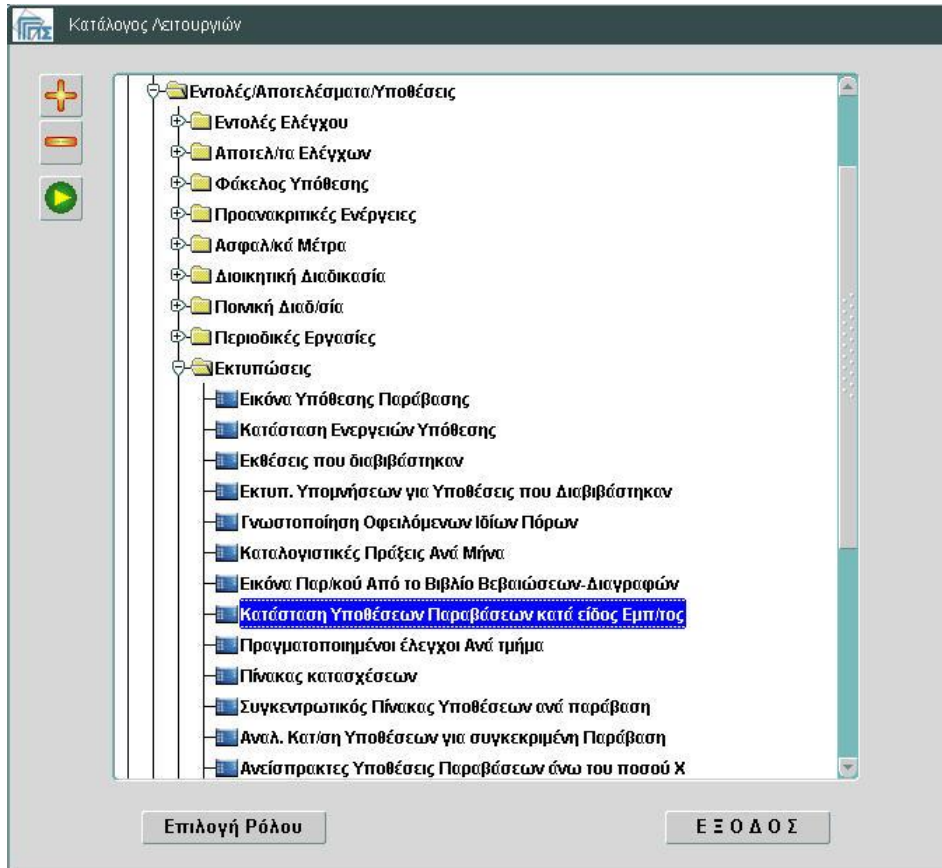 Κατάλογος Λειτουργιών
Εντολές/Αποτελέσματα/Υποθέσεις
Εντολές Ελέγχου
Αποτελ/τα Ελέγχων
Φάκελος Υπόθεσης
Προανακριτικές Ενέργειες
Ασφαλ/κά Μέτρα
Διοικητική Διαδικασία
Ποινική Διαδ/σία
Περιοδικές Εργασίες
Εκτυπώσεις
Εικόνα Υπόθεσης Παράβασης
Κατάσταση Ενεργειών Υπόθεσης
Εκθέσεις που διαβιβάστηκαν
Εκτυπ. Υπομνήσεων για Υποθέσεις που Διαβιβάστηκαν
Γνωστοποίηση Οφειλόμενων Ιδίων Πόρων
Καταλογιστικές Πράξεις Ανά Μήνα
Εικόνα Παρ/κού Από το Βιβλίο Βεβαιώσεων-Διαγραφών
Κατάσταση Υποθέσεων Παραβάσεων κατά είδος Εμπ/τος
Πραγματοποιημένοι έλεγχοι Ανά τμήμα
Πίνακας κατασχέσεων
Συγκεντρωτικός Πίνακας Υποθέσεων ανά παράβαση
Αναλ. Κατ/ση Υποθέσεων για συγκεκριμένη Παράβαση
Ανείσπρακτες Υποθέσεις Παραβάσεων άνω του ποσού Χ
Επιλογή Ρόλου
Ε Ξ Ο Δ Ο Σ